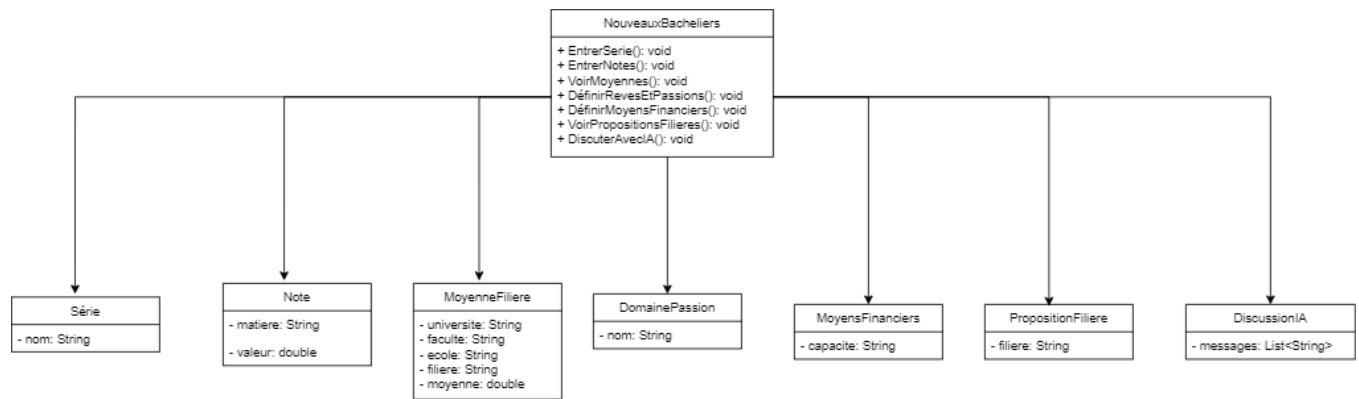 NouveauxBacheliers
+ EntrerSerie(): void
+ EntrerNotes(): void
+ VoirMoyennes(): void
+ DéfinirRevesEtPassions(): void
+ DéfinirMoyensFinanciers(): void
+ VoirPropositionsFilieres(): void
+ DiscuterAvecIA(): void
Série
- nom: String
Note
- matiere: String
- valeur: double
MoyenneFiliere
- universite: String
- faculte: String
- ecole: String
- filiere: String
- moyenne: double
DomainePassion
- nom: String
MoyensFinanciers
- capacite: String
PropositionFiliere
- filiere: String
DiscussionIA
- messages: List<String>